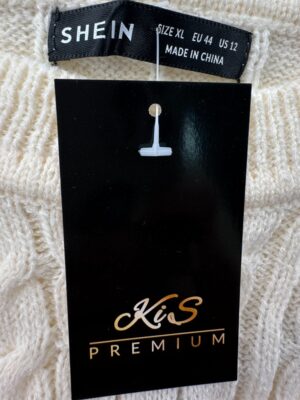 SHEIN
SIZE XL EU 44 US 12
MADE IN CHINA
KiS
PREMIUM